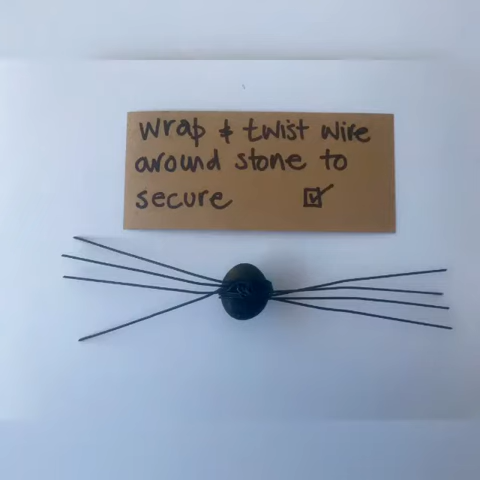 wrap & twist wire
around stone to
secure ☑